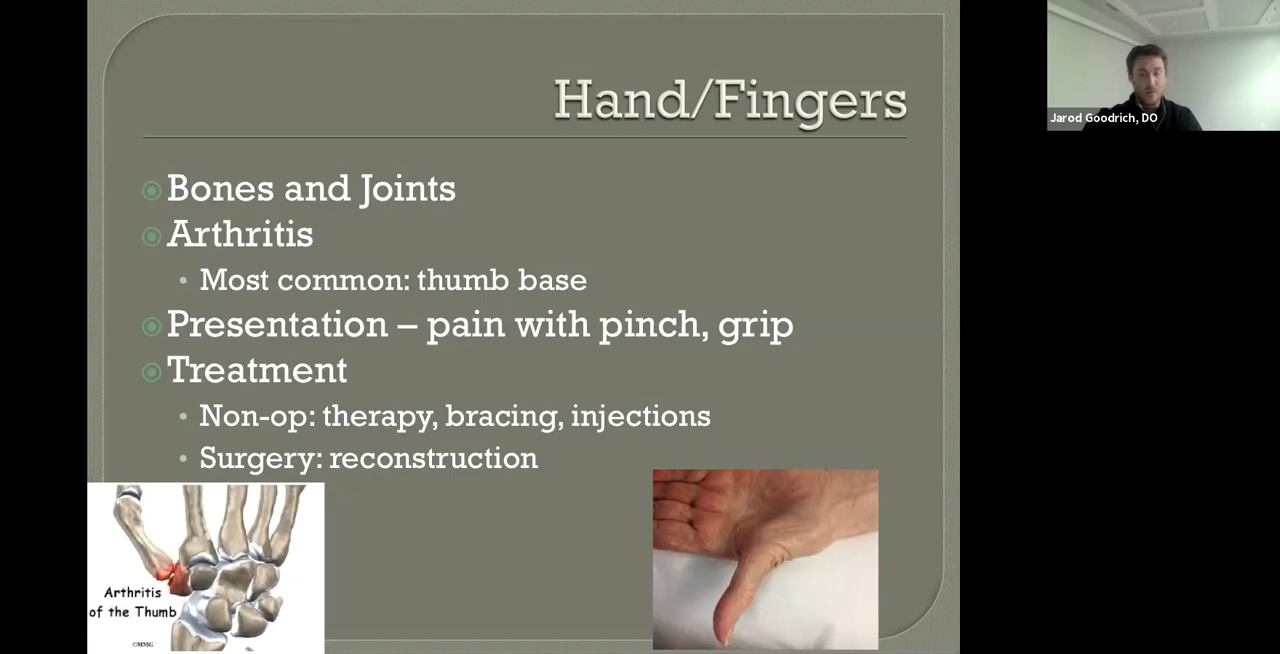 Hand/Fingers
Jarod Goodrich, DO
Bones and Joints
Arthritis
Most common: thumb base
Presentation – pain with pinch, grip
Treatment
Non-op: therapy, bracing, injections
Surgery: reconstruction
Arthritis
of the Thumb
©MMG